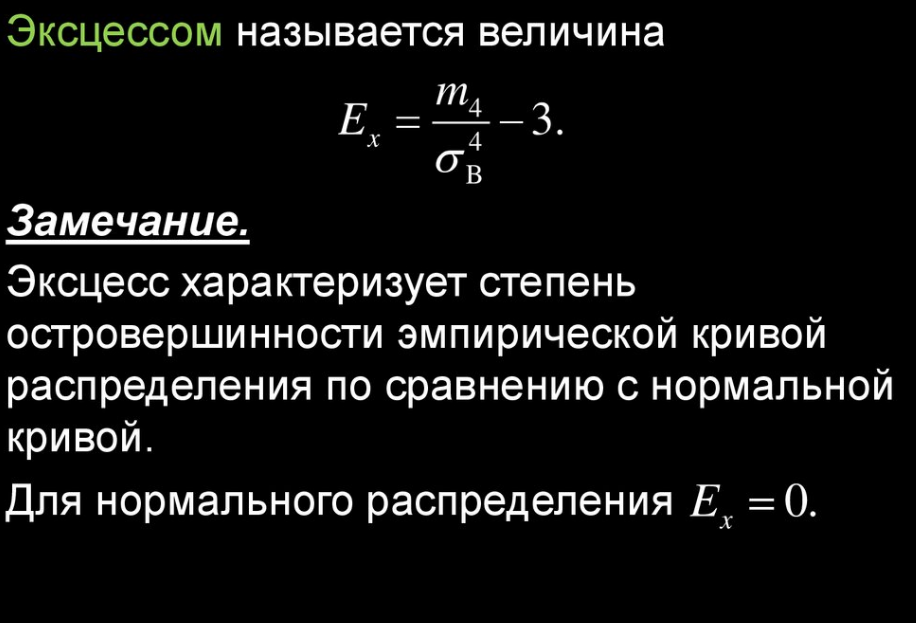 Эксцессом называется величина
E_x = m_4 / σ_В^4 − 3.
Замечание.
Эксцесс характеризует степень
островершинности эмпирической кривой
распределения по сравнению с нормальной
кривой.
Для нормального распределения E_x = 0.